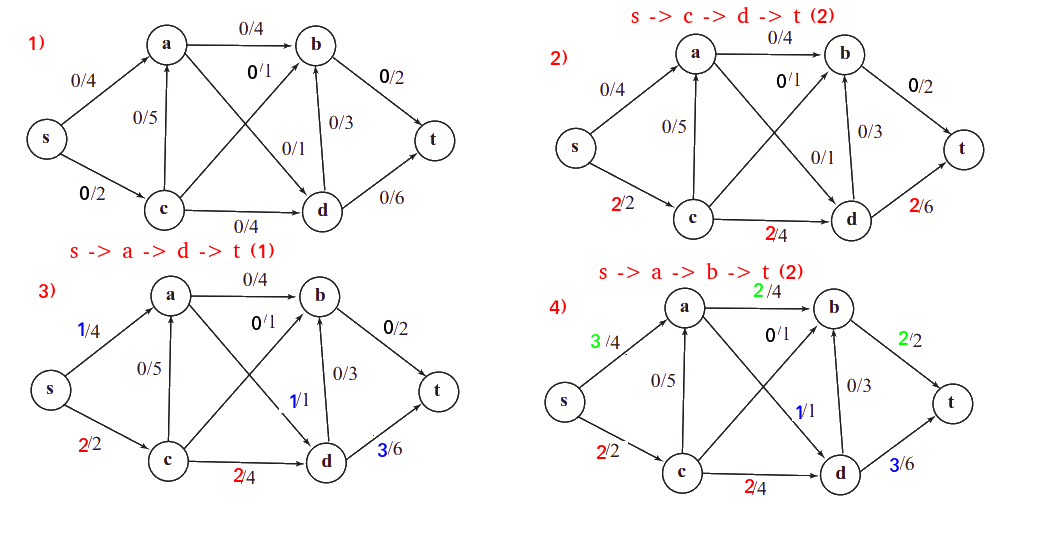 1)
0/4
a
b
0/4
0/1
0/2
0/5
0/3
s
t
0/1
0/2
0/6
c
d
0/4
s -> c -> d -> t (2)
2)
0/4
a
b
0/4
0/1
0/2
0/5
0/3
s
t
0/1
2/2
2/6
c
d
2/4
s -> a -> d -> t (1)
3)
0/4
a
b
1/4
0/1
0/2
0/5
0/3
s
t
1/1
2/2
3/6
c
d
2/4
s -> a -> b -> t (2)
4)
2/4
a
b
3/4
0/1
2/2
0/5
0/3
s
t
1/1
2/2
3/6
c
d
2/4